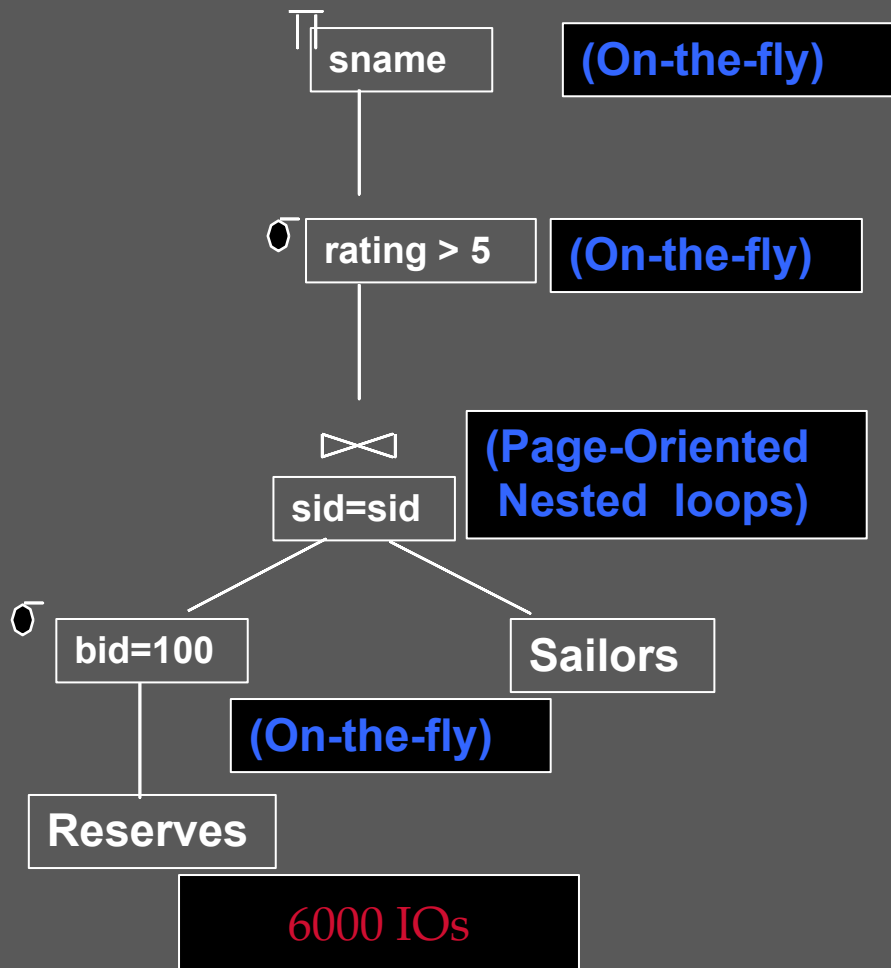 sname
(On-the-fly)
rating > 5
(On-the-fly)
(Page-Oriented
Nested loops)
sid=sid
bid=100
Sailors
(On-the-fly)
Reserves
6000 IOs